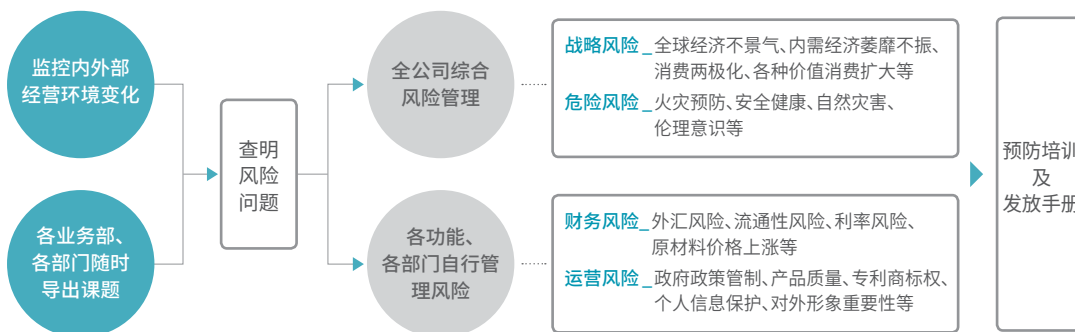 监控内外部
经营环境变化
各业务部、
各部门随时
导出课题
查明
风险
问题
全公司综合
风险管理
各功能、
各部门自行管
理风险
战略风险_全球经济不景气、内需经济萎靡不振、
消费两极化、各种价值消费扩大等
危险风险_火灾预防、安全健康、自然灾害、
伦理意识等
财务风险_外汇风险、流通性风险、利率风险、
原材料价格上涨等
运营风险_政府政策管制、产品质量、专利商标权、
个人信息保护、对外形象重要性等
预防培训
及
发放手册